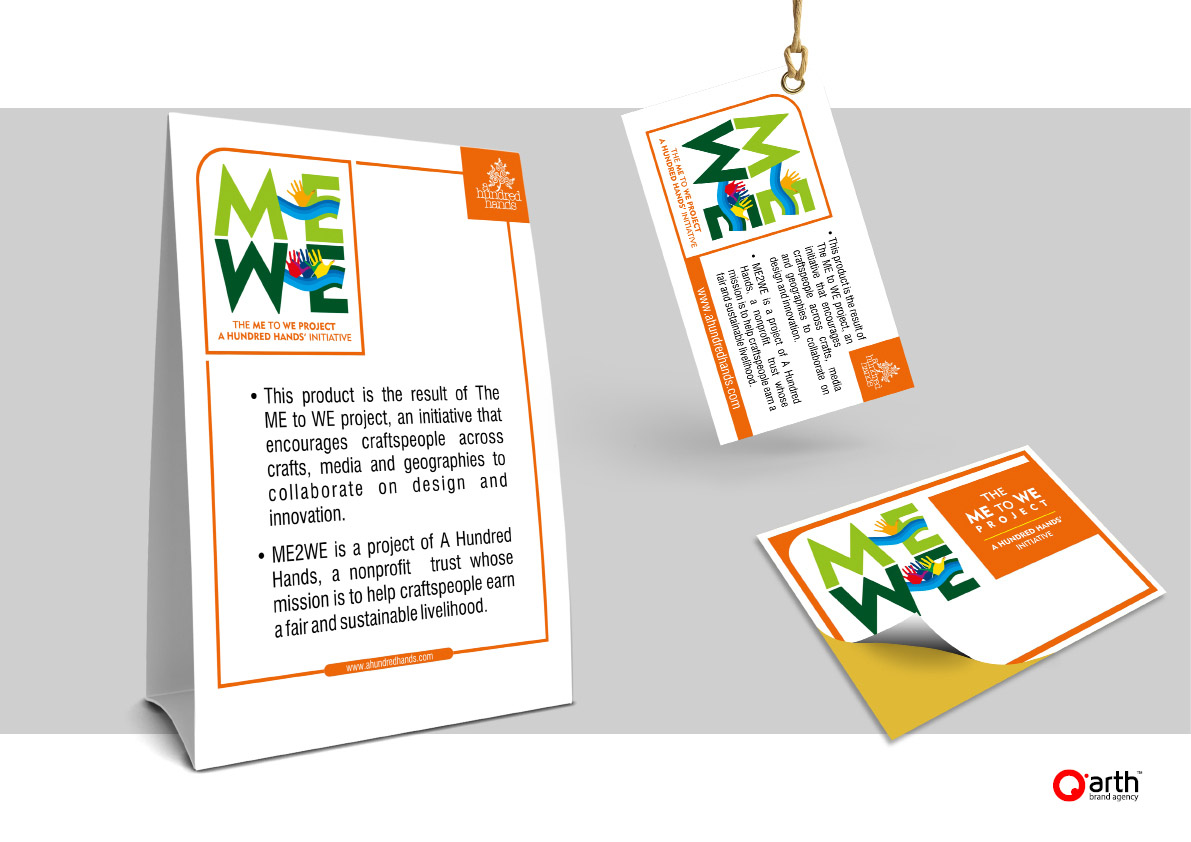 ME
WE
THE ME TO WE PROJECT
A HUNDRED HANDS' INITIATIVE
a
hundred
hands
• This product is the result of The
ME to WE project, an initiative that
encourages craftspeople across
crafts, media and geographies to
collaborate on design and
innovation.
• ME2WE is a project of A Hundred
Hands, a nonprofit trust whose
mission is to help craftspeople earn
a fair and sustainable livelihood.
www.ahundredhands.com
ME
WE
THE ME TO WE PROJECT
A HUNDRED HANDS' INITIATIVE
• This product is the result of
The ME to WE project, an
initiative that encourages
craftspeople across crafts, media
and geographies to collaborate on
design and innovation.
• ME2WE is a project of A Hundred
Hands, a nonprofit trust whose
mission is to help craftspeople earn a
fair and sustainable livelihood.
www.ahundredhands.com
a
hundred
hands
ME
WE
THE
ME TO WE
PROJECT
A HUNDRED HANDS'
INITIATIVE
arth™
brand agency